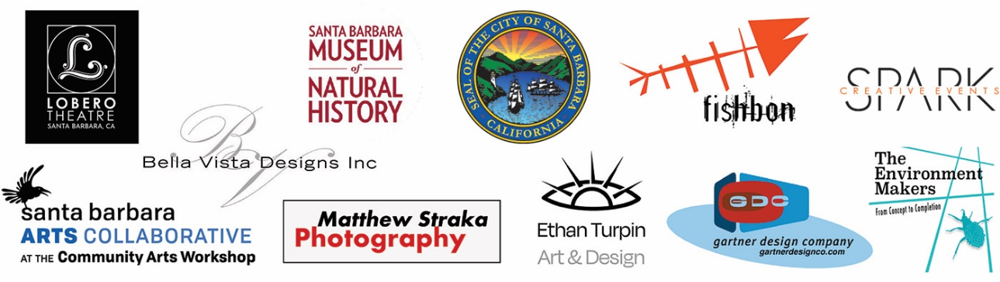 L
LOBERO
THEATRE
SANTA BARBARA, CA
SANTA BARBARA
MUSEUM
of
NATURAL
HISTORY
SEAL OF THE CITY OF SANTA BARBARA
CALIFORNIA
fishbon
SPARK
CREATIVE EVENTS
BV
Bella Vista Designs Inc
santa barbara
ARTS COLLABORATIVE
AT THE Community Arts Workshop
Matthew Straka
Photography
Ethan Turpin
Art & Design
GDC
gartner design company
gartnerdesignco.com
The
Environment
Makers
From Concept to Completion